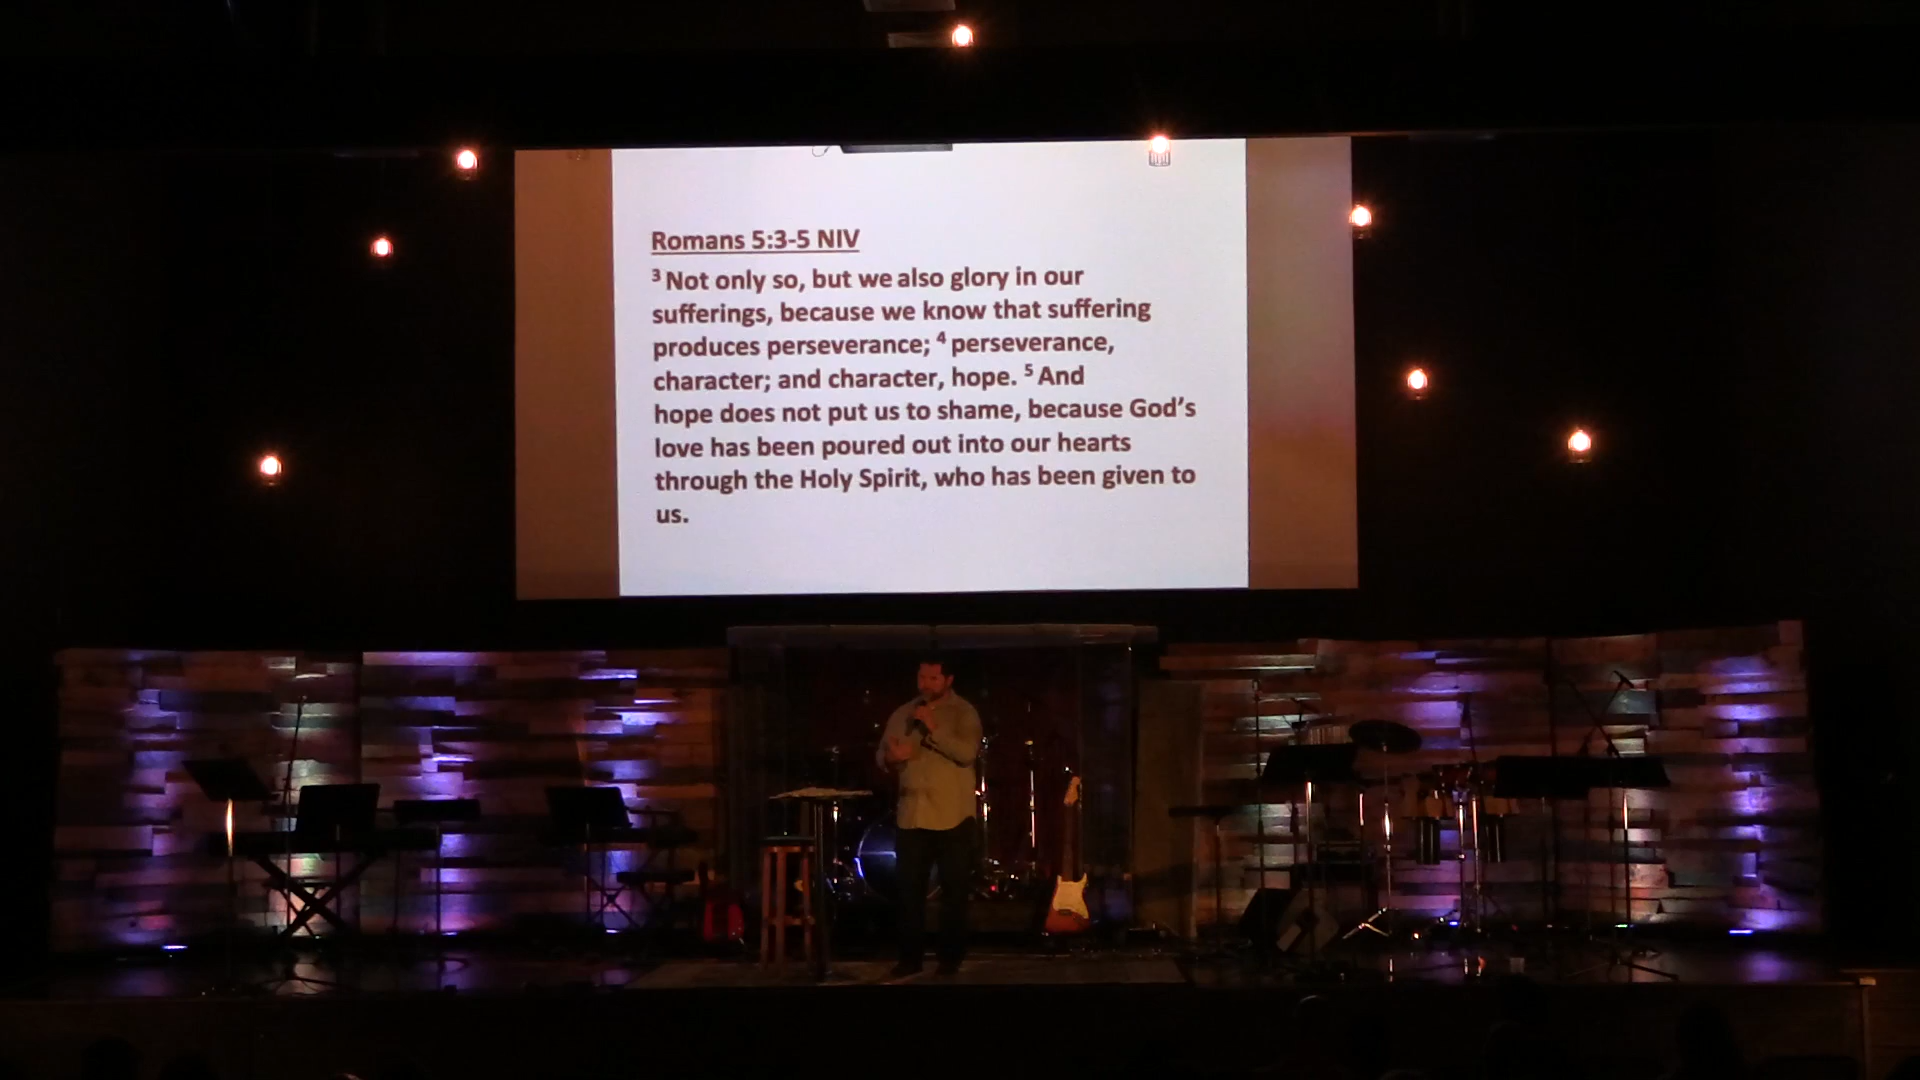 Romans 5:3-5 NIV
³ Not only so, but we also glory in our
sufferings, because we know that suffering
produces perseverance; ⁴ perseverance,
character; and character, hope. ⁵ And
hope does not put us to shame, because God’s
love has been poured out into our hearts
through the Holy Spirit, who has been given to
us.